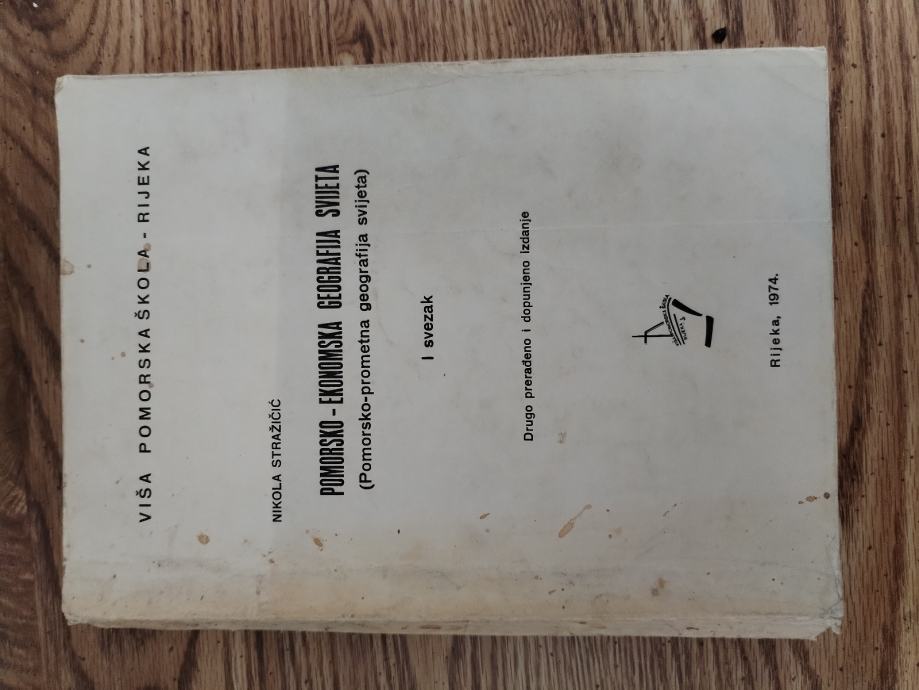 VIŠA POMORSKA ŠKOLA - RIJEKA
NIKOLA STRAŽIČIĆ
POMORSKO - EKONOMSKA GEOGRAFIJA SVIJETA
(Pomorsko-prometna geografija svijeta)
I svezak
Drugo prerađeno i dopunjeno izdanje
Rijeka, 1974.